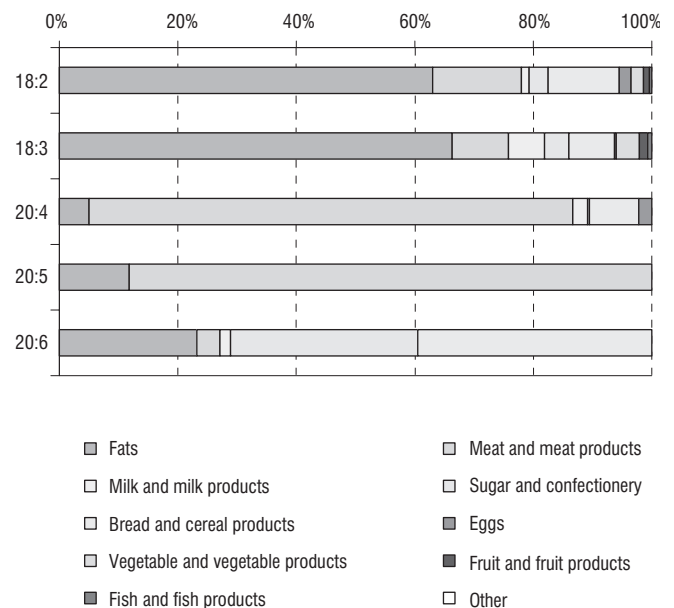 0% 20% 40% 60% 80% 100%
18:2
18:3
20:4
20:5
20:6
Fats
Meat and meat products
Milk and milk products
Sugar and confectionery
Bread and cereal products
Eggs
Vegetable and vegetable products
Fruit and fruit products
Fish and fish products
Other